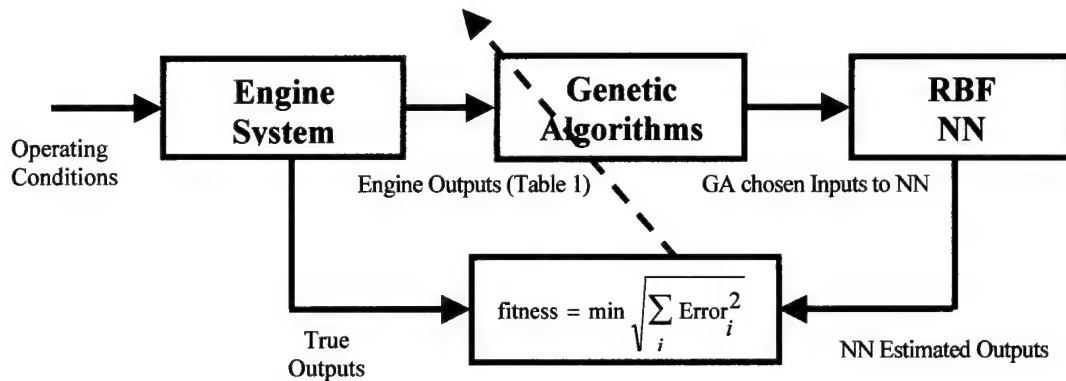 Engine
System
Genetic
Algorithms
RBF
NN
Operating
Conditions
Engine Outputs (Table 1)
GA chosen Inputs to NN
fitness = min √∑ᵢ Errorᵢ²
True
Outputs
NN Estimated Outputs